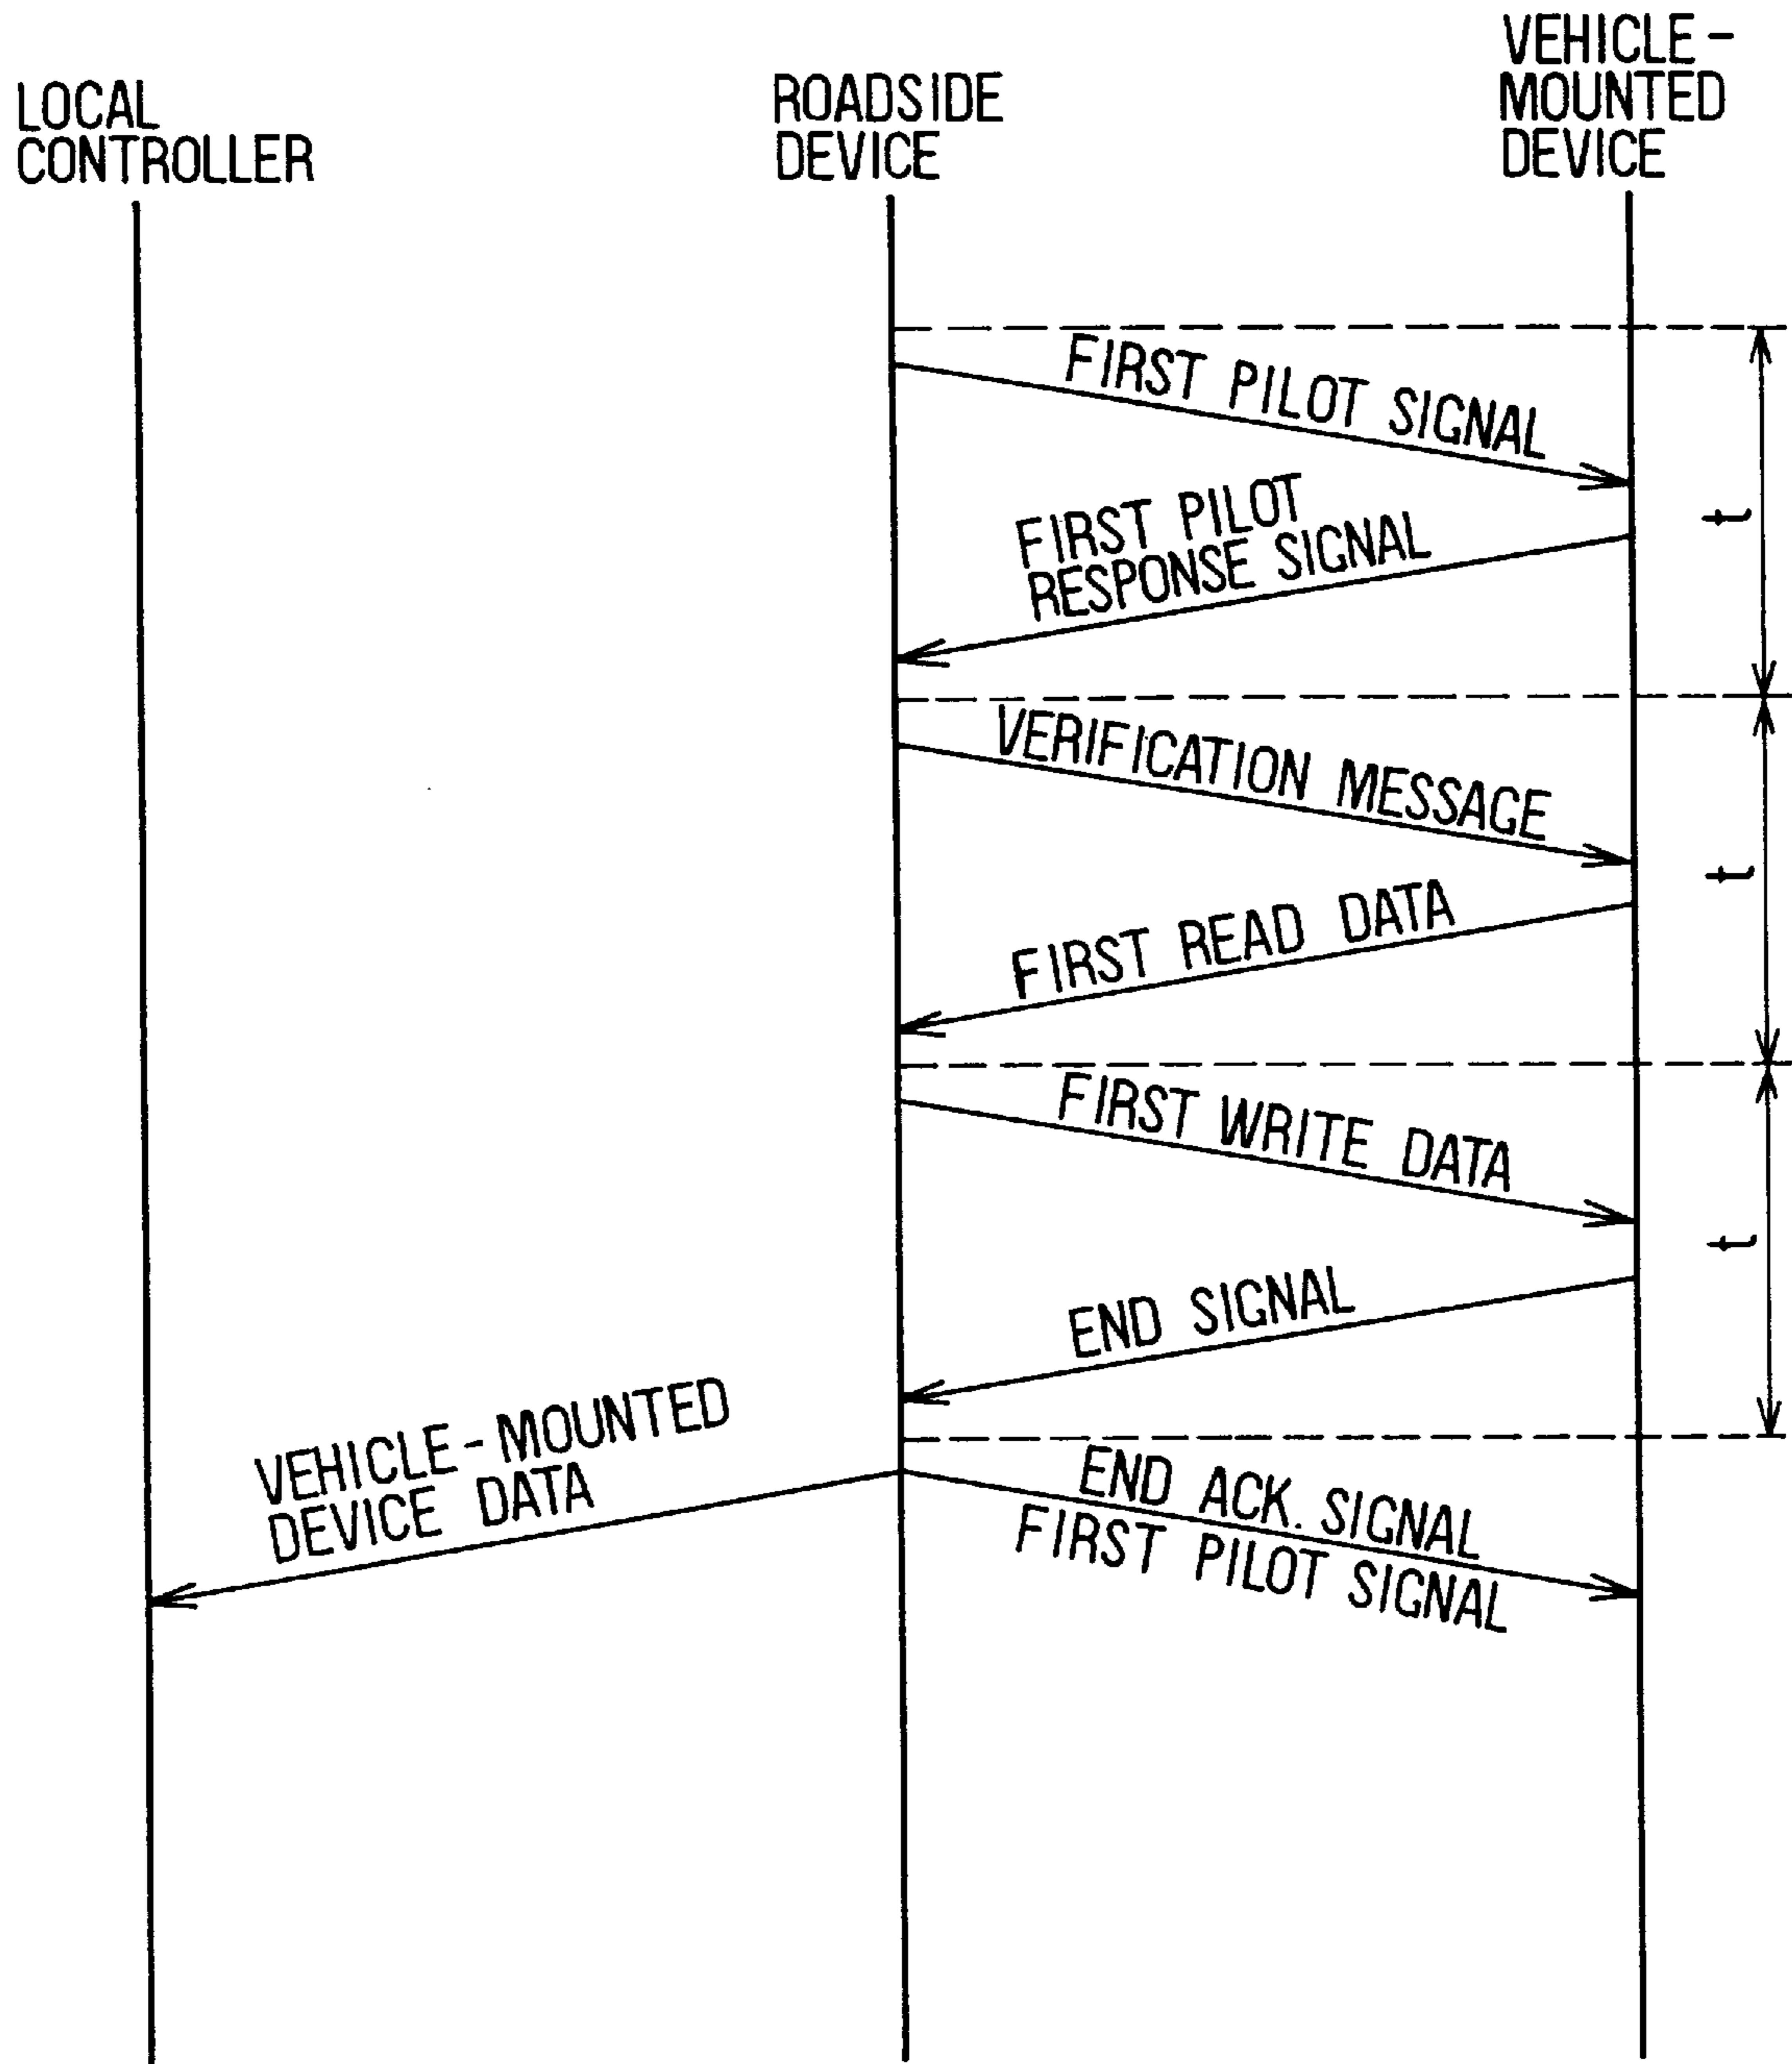 LOCAL
CONTROLLER
ROADSIDE
DEVICE
VEHICLE-
MOUNTED
DEVICE
FIRST PILOT SIGNAL
t
FIRST PILOT
RESPONSE SIGNAL
VERIFICATION MESSAGE
t
FIRST READ DATA
FIRST WRITE DATA
t
END SIGNAL
VEHICLE-MOUNTED
DEVICE DATA
END ACK. SIGNAL
FIRST PILOT SIGNAL